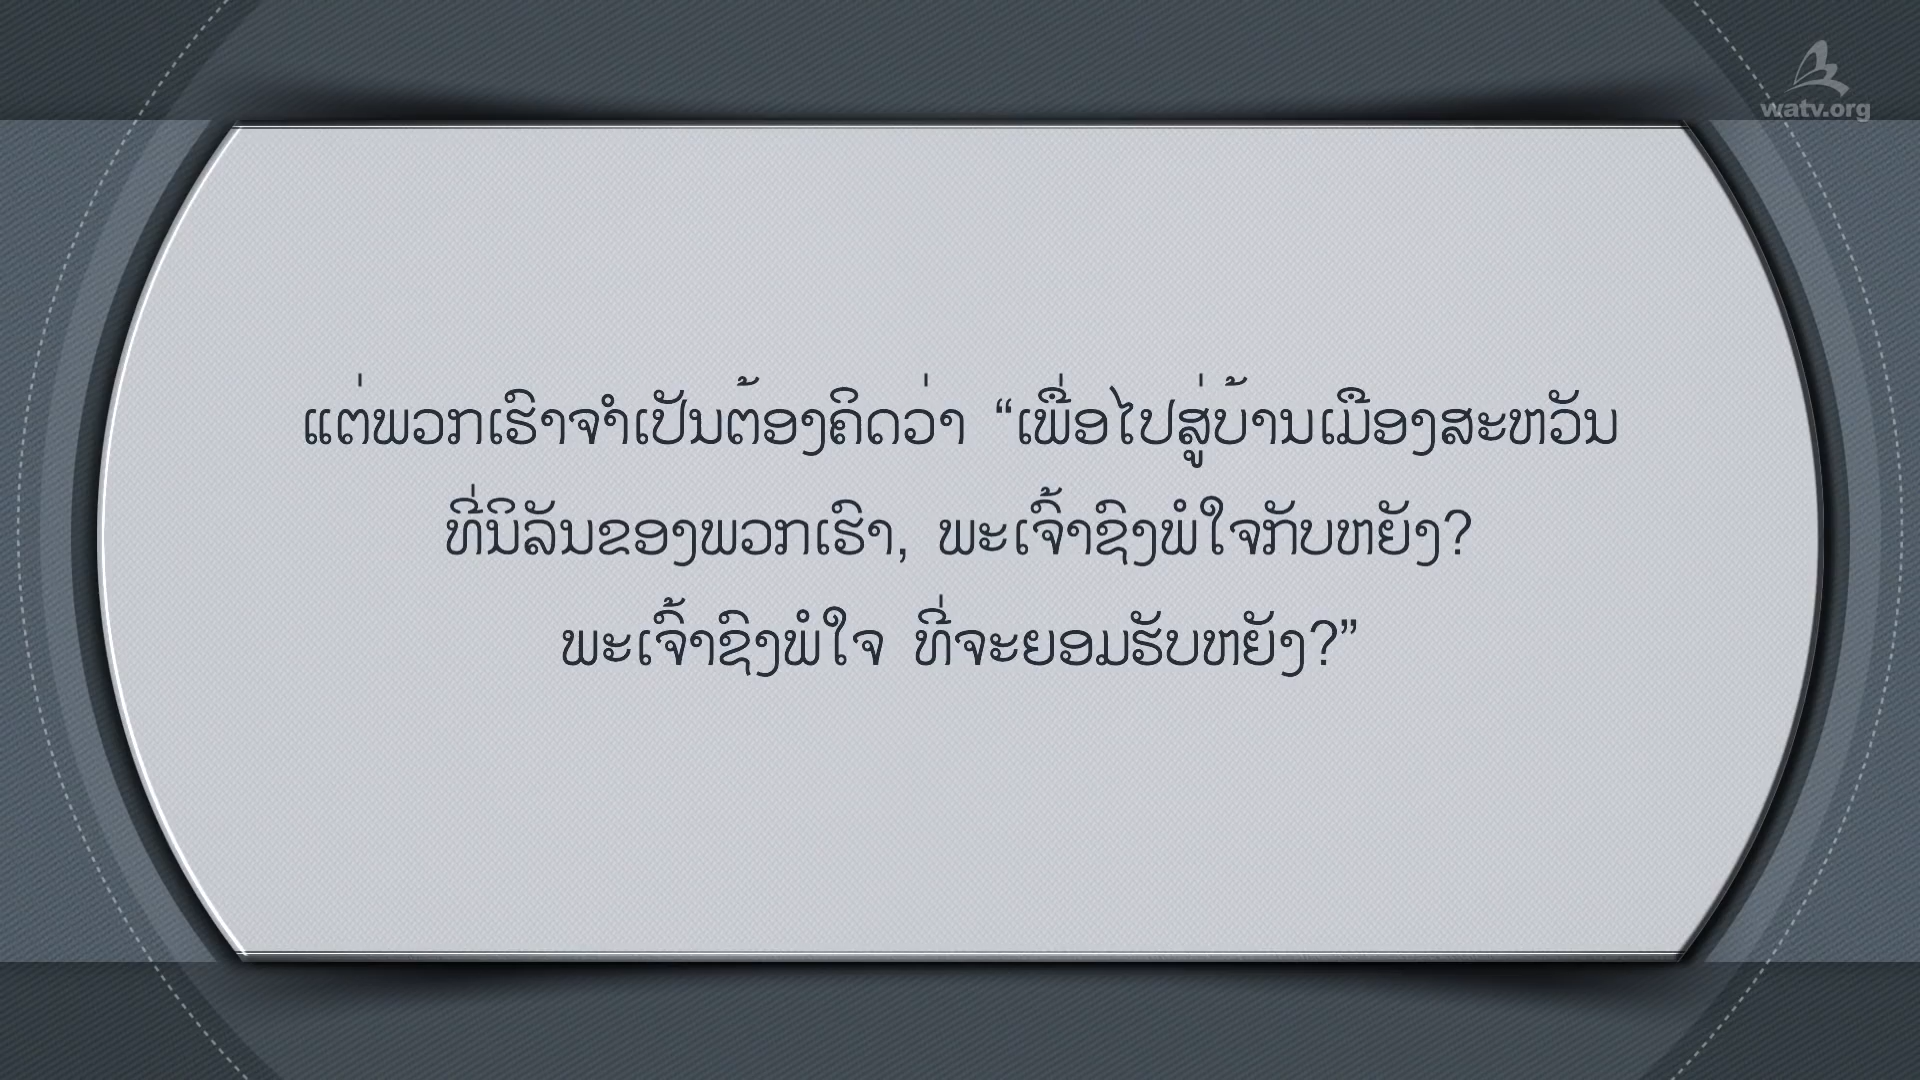 watv.org
ແຕ່ພວກເຮົາຈຳເປັນຕ້ອງຄິດວ່າ “ເພື່ອໄປສູ່ບ້ານເມືອງສະຫວັນ
ທີ່ນິລັນຂອງພວກເຮົາ, ພະເຈົ້າຊົງພໍໃຈກັບຫຍັງ?
ພະເຈົ້າຊົງພໍໃຈ ທີ່ຈະຍອມຮັບຫຍັງ?”